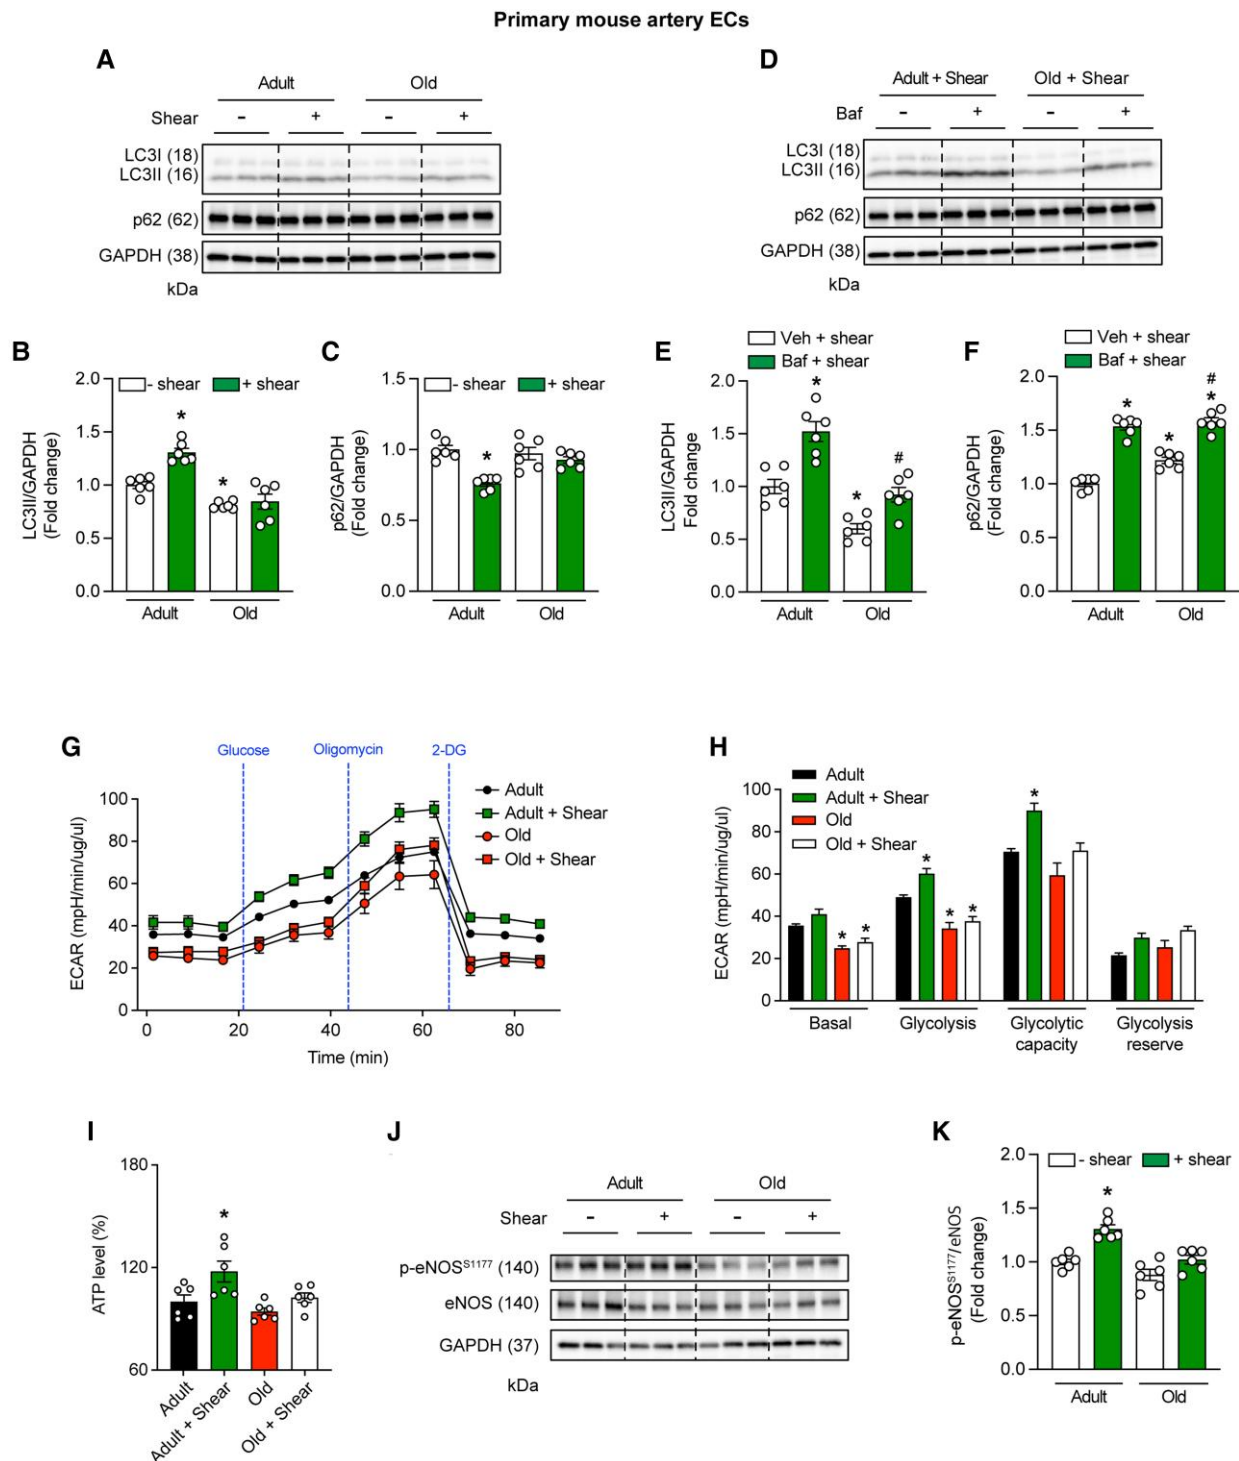 Primary mouse artery ECs
A
Adult Old
Shear - + - +
LC3I (18)
LC3II (16)
p62 (62)
GAPDH (38)
kDa
D
Adult + Shear Old + Shear
Baf - + - +
LC3I (18)
LC3II (16)
p62 (62)
GAPDH (38)
kDa
B
- shear + shear
LC3II/GAPDH
(Fold change)
2.0
1.5
1.0
0.5
0.0
*
*
Adult Old
C
- shear + shear
p62/GAPDH
(Fold change)
1.5
1.0
0.5
0.0
*
Adult Old
E
Veh + shear
Baf + shear
LC3II/GAPDH
Fold change)
2.0
1.5
1.0
0.5
0.0
*
*
#
Adult Old
F
Veh + shear
Baf + shear
p62/GAPDH
(Fold change)
2.0
1.5
1.0
0.5
0.0
*
*
#
*
Adult Old
G
Glucose Oligomycin 2-DG
Adult
Adult + Shear
Old
Old + Shear
ECAR (mpH/min/ug/ul)
100
80
60
40
20
0
0 20 40 60 80
Time (min)
H
Adult
Adult + Shear
Old
Old + Shear
ECAR (mpH/min/ug/ul)
100
80
60
40
20
0
* *
*
* *
*
Basal Glycolysis Glycolytic capacity Glycolysis reserve
I
ATP level (%)
180
120
60
*
Adult
Adult + Shear
Old
Old + Shear
J
Adult Old
Shear - + - +
p-eNOS^S1177 (140)
eNOS (140)
GAPDH (37)
kDa
K
- shear + shear
p-eNOS^S1177/eNOS
(Fold change)
2.0
1.5
1.0
0.5
0.0
*
Adult Old